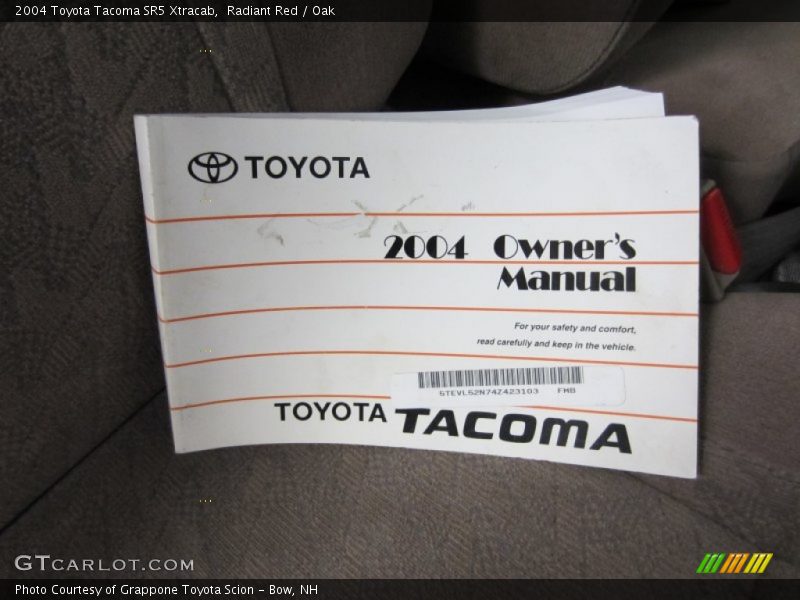 2004 Toyota Tacoma SR5 Xtracab,  Radiant Red / Oak
TOYOTA
2004 Owner's
Manual
For your safety and comfort,
read carefully and keep in the vehicle.
5TEVL52N74Z423103 FMB
TOYOTA TACOMA
GTCARLOT.COM
Photo Courtesy of Grappone Toyota Scion - Bow, NH